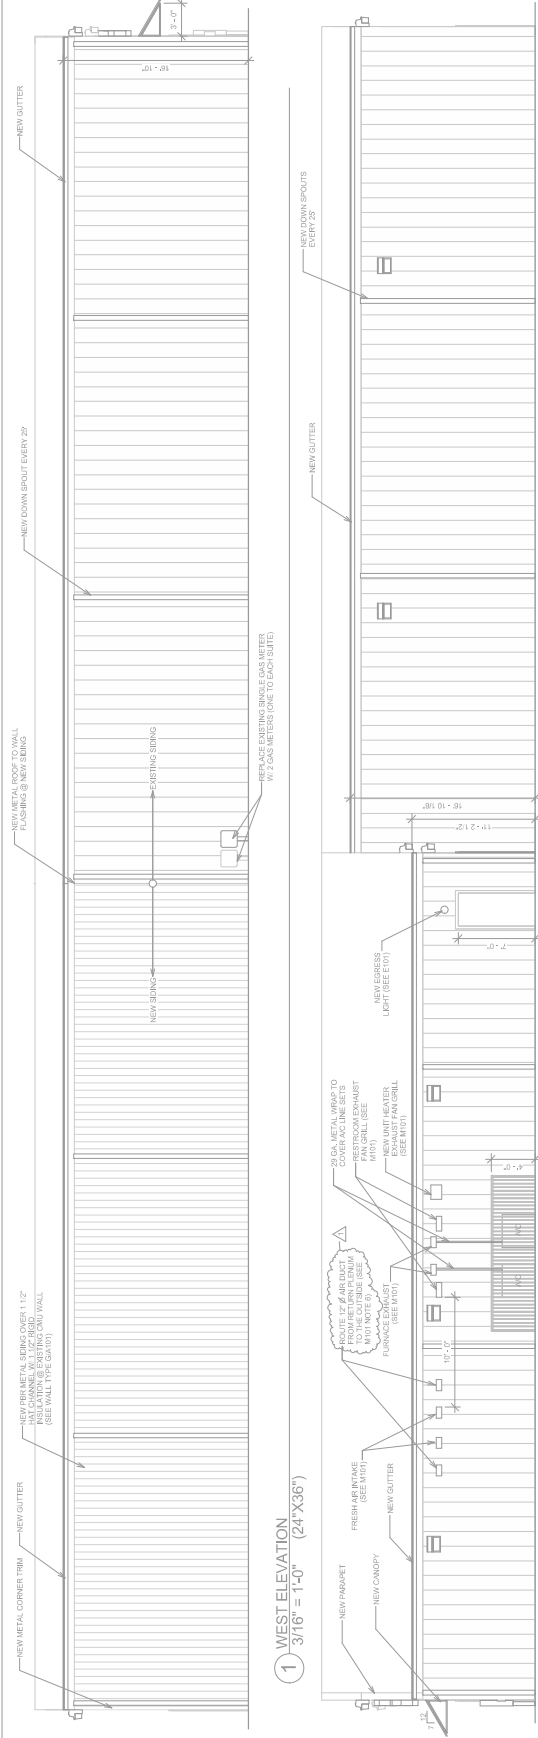 NEW METAL CORNER TRIM
NEW GUTTER
NEW PBR METAL SIDING OVER 1 1/2"
HAT CHANNEL W/ 1 1/2" RIGID
INSULATION @ EXISTING CMU WALL
(SEE WALL TYPE G/A101)
NEW METAL ROOF TO WALL
FLASHING @ NEW SIDING
NEW DOWN SPOUT EVERY 25'
NEW GUTTER
NEW SIDING
EXISTING SIDING
REPLACE EXISTING SINGLE GAS METER
W/ 2 GAS METERS (ONE TO EACH SUITE)
16' - 10"
3' - 0"
1
WEST ELEVATION
3/16" = 1'-0" (24"X36")
NEW PARAPET
NEW CANOPY
12
7
FRESH AIR INTAKE
(SEE M101)
NEW GUTTER
ROUTE 12" Ø AIR DUCT
FROM RETURN PLENUM
TO THE OUTSIDE (SEE
M101 NOTE 6)
1
FURNACE EXHAUST
(SEE M101)
10' - 0"
29 GA. METAL WRAP TO
COVER A/C LINE SETS
RESTROOM EXHAUST
FAN GRILL (SEE
M101)
NEW UNIT HEATER
EXHAUST FAN GRILL
(SEE M101)
A/C
A/C
4' - 0"
NEW EGRESS
LIGHT (SEE E101)
7' - 0"
11' - 2 1/2"
16' - 10 1/8"
NEW GUTTER
NEW DOWN SPOUTS
EVERY 25'